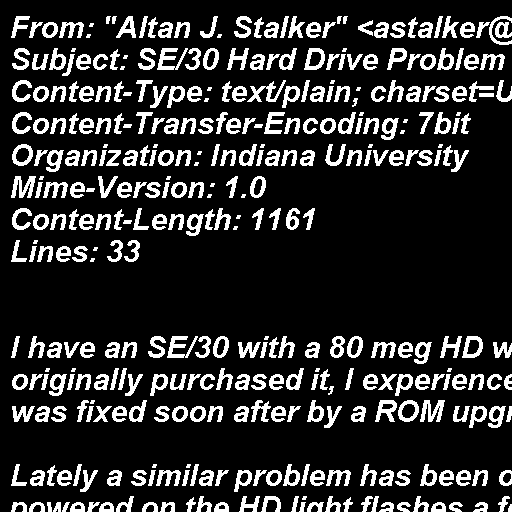 From: "Altan J. Stalker" <astalker@
Subject: SE/30 Hard Drive Problem
Content-Type: text/plain; charset=U
Content-Transfer-Encoding: 7bit
Organization: Indiana University
Mime-Version: 1.0
Content-Length: 1161
Lines: 33
I have an SE/30 with a 80 meg HD w
originally purchased it, I experience
was fixed soon after by a ROM upgr
Lately a similar problem has been o
powered on the HD light flashes a f